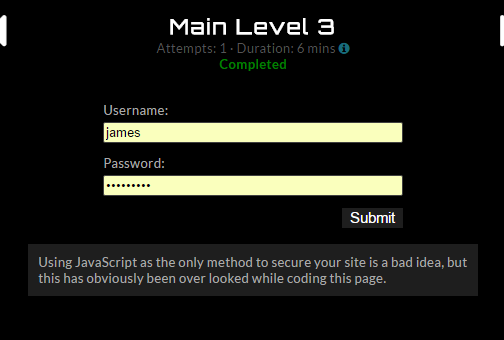 Main Level 3
Attempts: 1 · Duration: 6 mins
Completed
Username:
james
Password:
•••••••••
Submit
Using JavaScript as the only method to secure your site is a bad idea, but
this has obviously been over looked while coding this page.